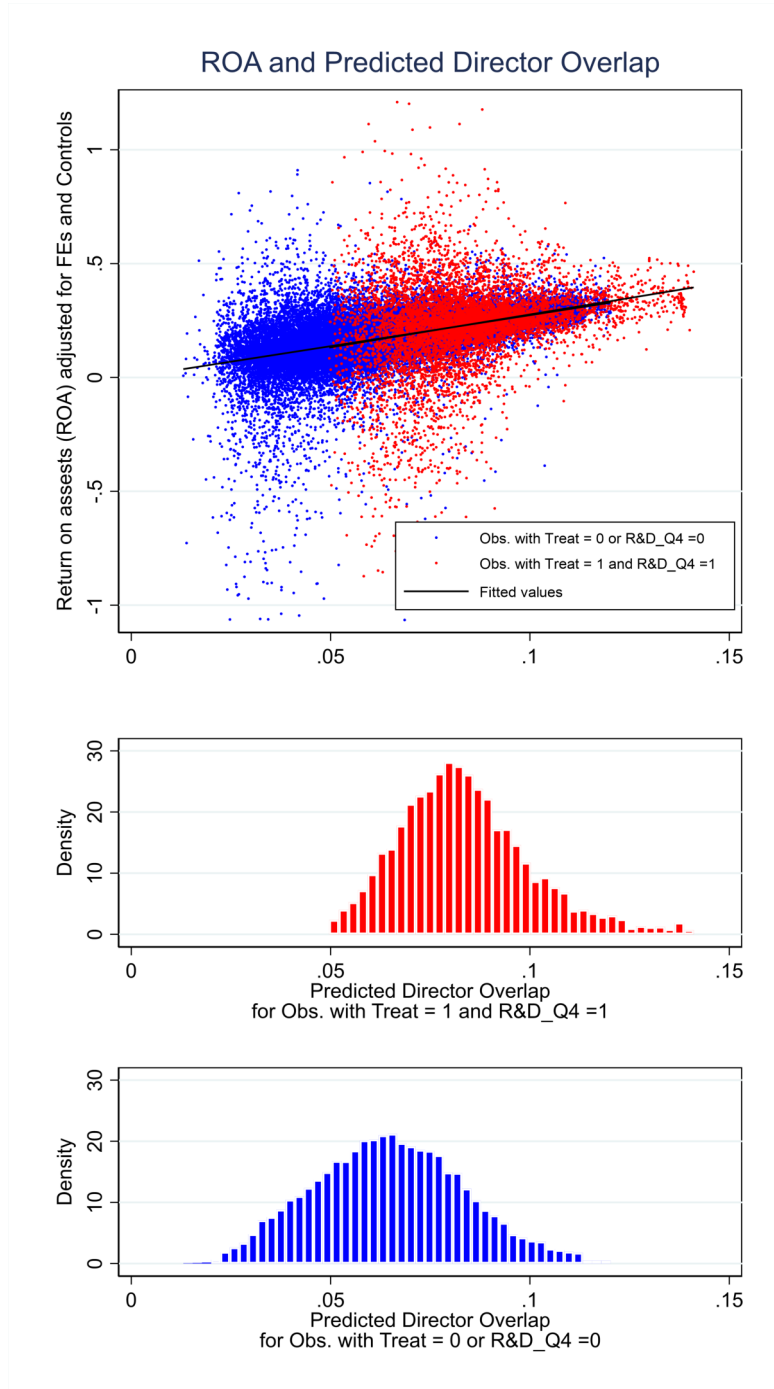 ROA and Predicted Director Overlap
Return on assests (ROA) adjusted for FEs and Controls
1
.5
0
-.5
-1
Obs. with Treat = 0 or R&D_Q4 =0
Obs. with Treat = 1 and R&D_Q4 =1
Fitted values
0 .05 .1 .15
Density
30
20
10
0
0 .05 .1 .15
Predicted Director Overlap
for Obs. with Treat = 1 and R&D_Q4 =1
Density
30
20
10
0
0 .05 .1 .15
Predicted Director Overlap
for Obs. with Treat = 0 or R&D_Q4 =0